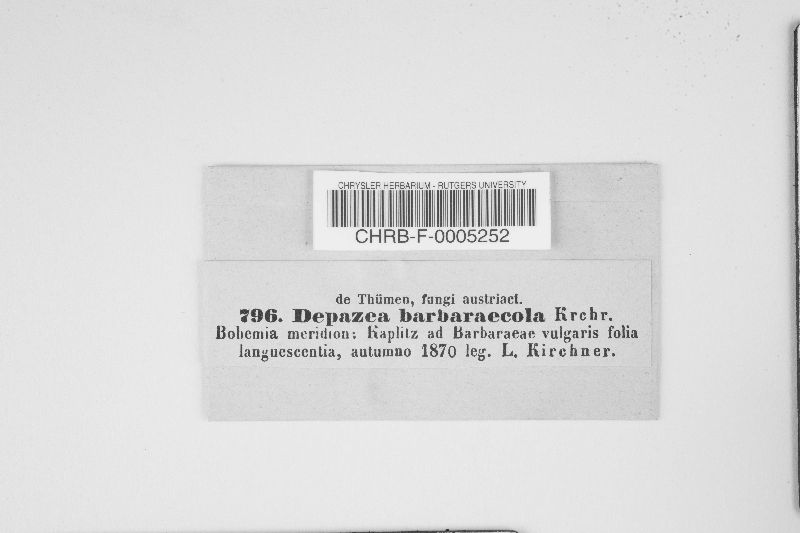 CHRYSLER HERBARIUM - RUTGERS UNIVERSITY
CHRB-F-0005252
de Thümen, fungi austriaci.
796. Depazea barbaraecola Krchr.
Bohemia meridion: Kaplitz ad Barbaraeae vulgaris folia
languescentia, autumno 1870 leg. L. Kirchner.